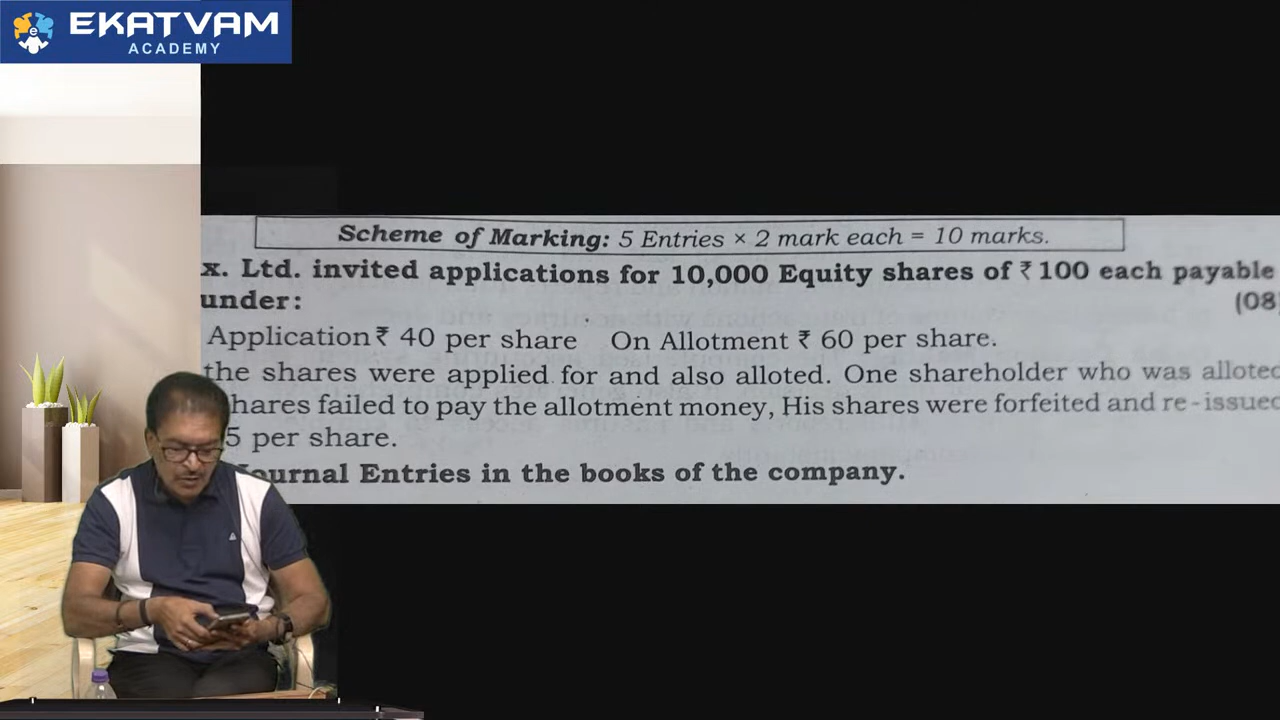 EKATVAM
ACADEMY
Scheme of Marking: 5 Entries × 2 mark each = 10 marks.
x. Ltd. invited applications for 10,000 Equity shares of ₹ 100 each payable
under: (08
Application ₹ 40 per share On Allotment ₹ 60 per share.
the shares were applied for and also alloted. One shareholder who was alloted
hares failed to pay the allotment money, His shares were forfeited and re-issued
5 per share.
Journal Entries in the books of the company.